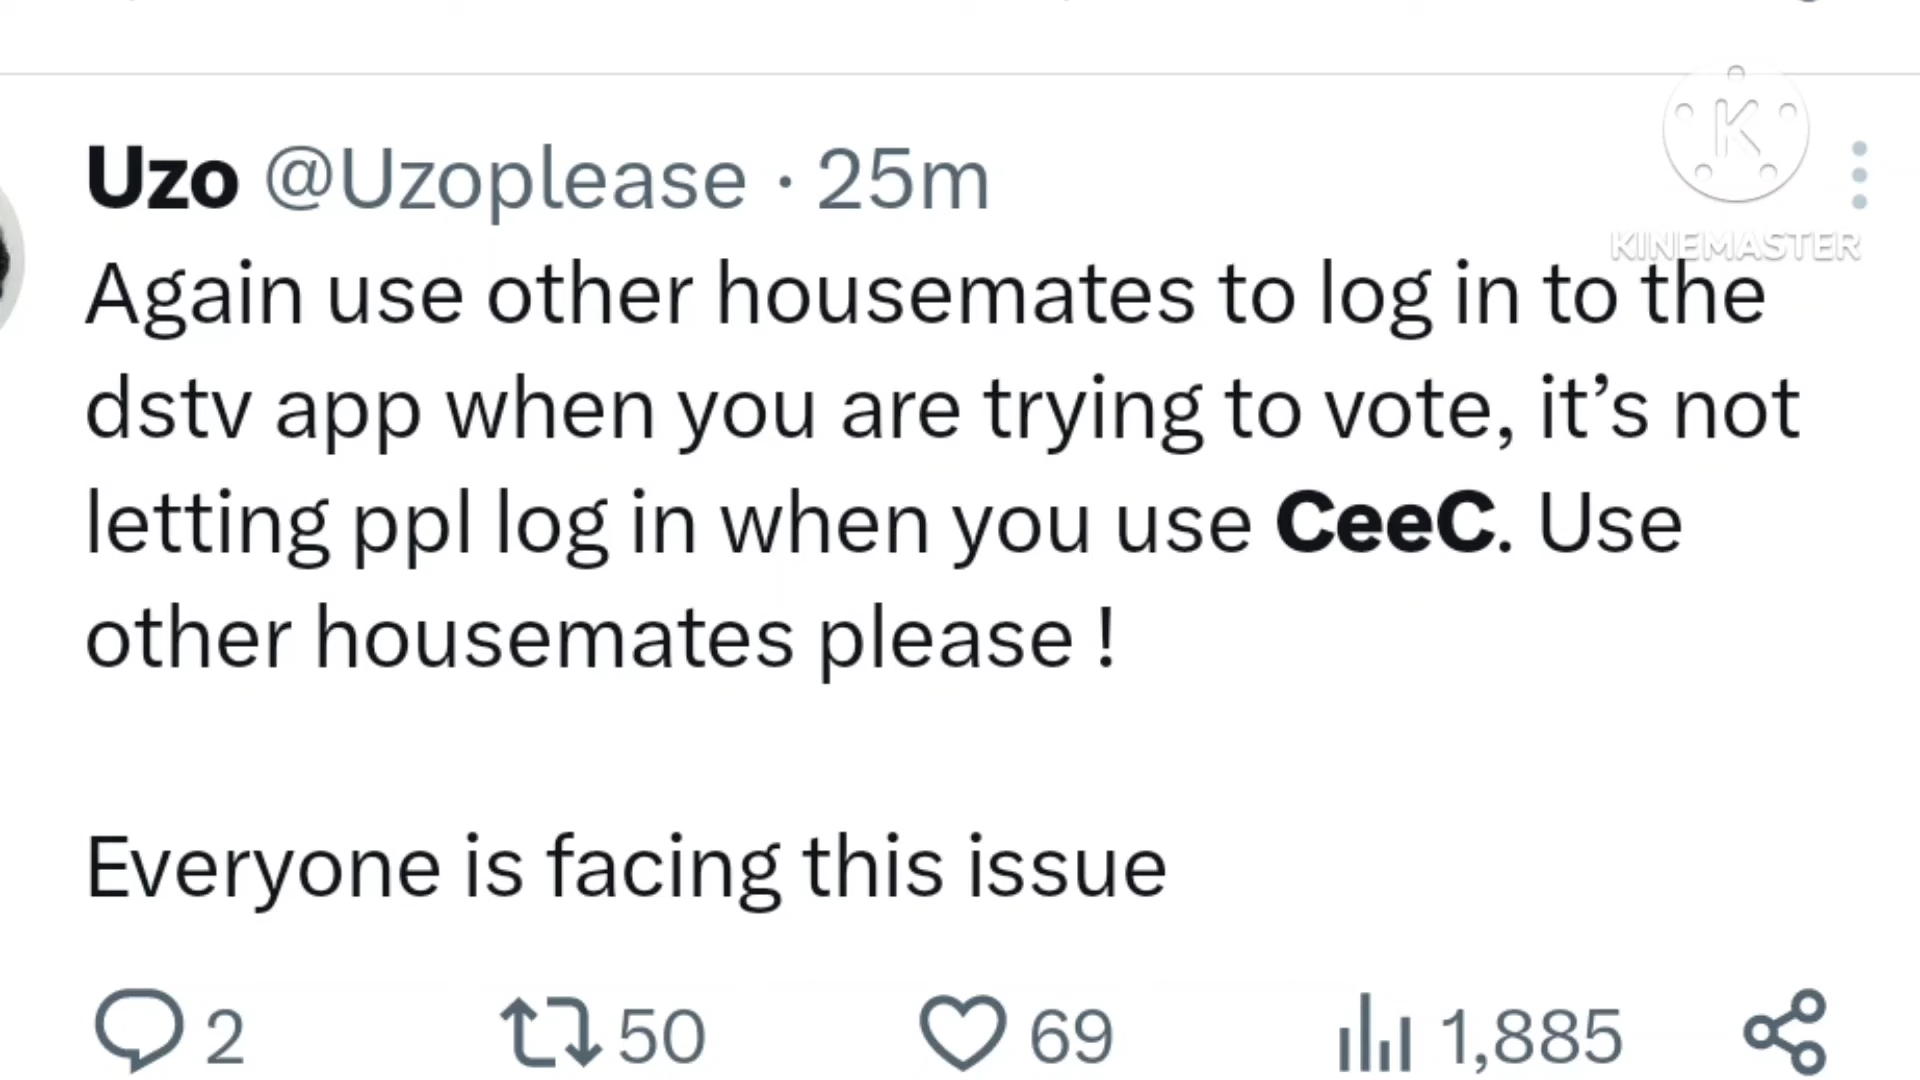 Uzo @Uzoplease · 25m
KINEMASTER
Again use other housemates to log in to the
dstv app when you are trying to vote, it’s not
letting ppl log in when you use CeeC. Use
other housemates please !
Everyone is facing this issue
2 50 69 1,885